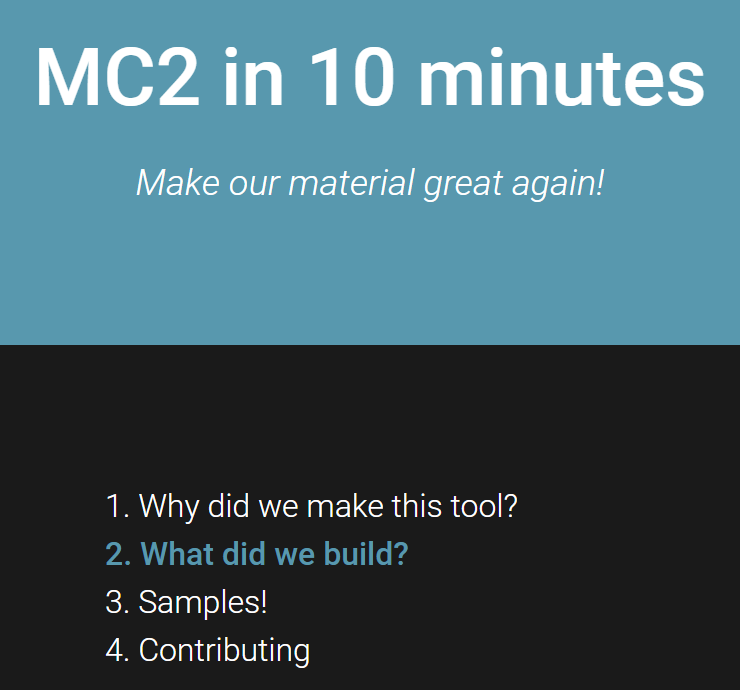 MC2 in 10 minutes
Make our material great again!
1. Why did we make this tool?
2. What did we build?
3. Samples!
4. Contributing